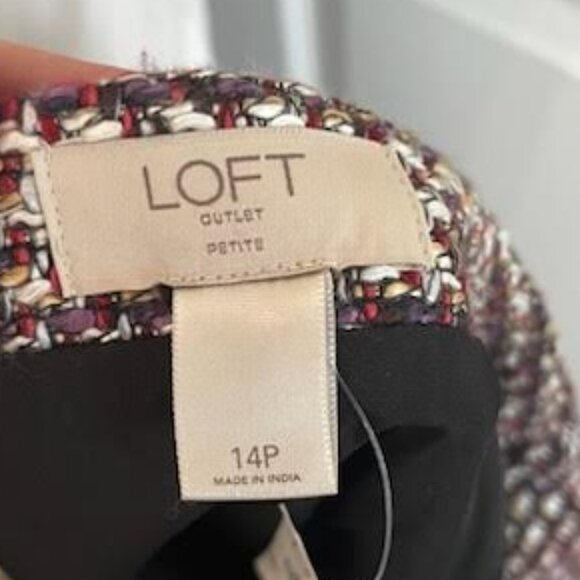 LOFT
OUTLET
PETITE
14P
MADE IN INDIA